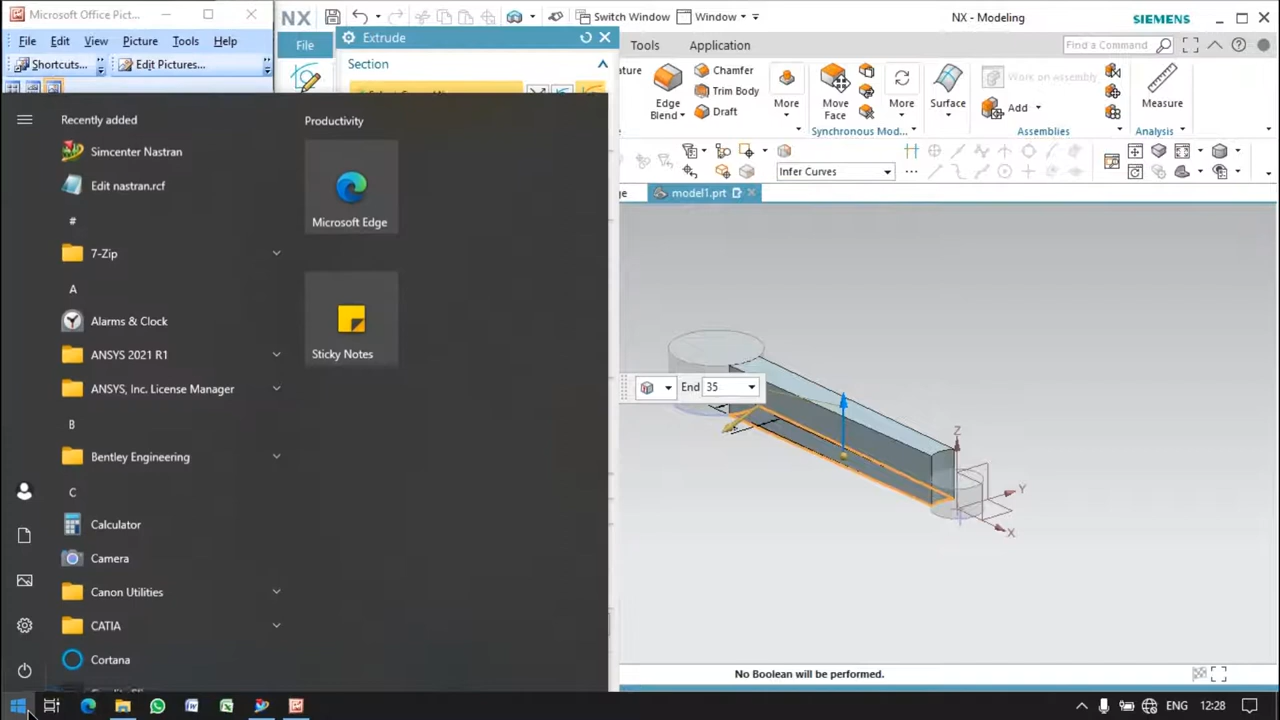 Microsoft Office Pict...
File Edit View Picture Tools Help
Shortcuts... Edit Pictures...
NX
Switch Window Window
NX - Modeling
SIEMENS
File
Extrude
Section
Tools Application
Find a Command
Chamfer
Trim Body
Draft
Edge
Blend
More
Move
Face
More
Surface
Work on assembly
Add
Measure
Synchronous Mod...
Assemblies
Analysis
Infer Curves
model1.prt
Recently added
Simcenter Nastran
Edit nastran.rcf
#
7-Zip
A
Alarms & Clock
ANSYS 2021 R1
ANSYS, Inc. License Manager
B
Bentley Engineering
C
Calculator
Camera
Canon Utilities
CATIA
Cortana
Productivity
Microsoft Edge
Sticky Notes
End 35
Z
Y
X
No Boolean will be performed.
ENG 12:28